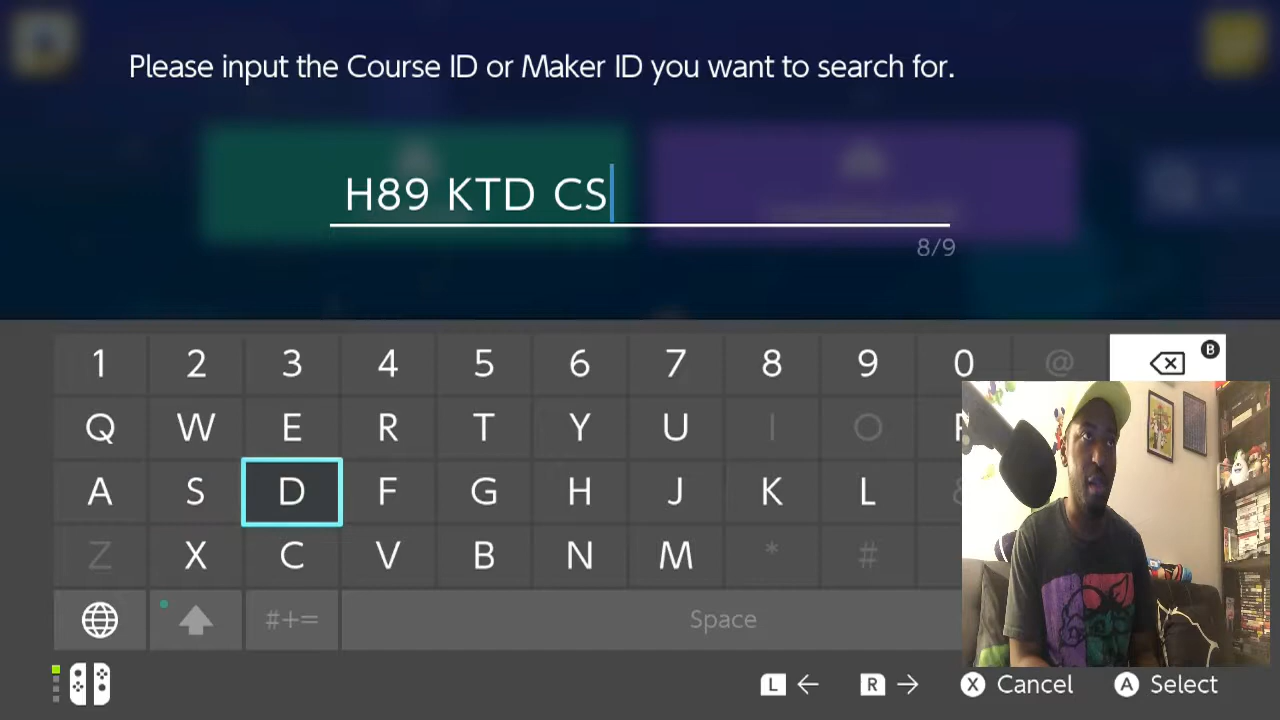 Please input the Course ID or Maker ID you want to search for.
H89 KTD CS
8/9
1 2 3 4 5 6 7 8 9 0 @ B
Q W E R T Y U I O P
A S D F G H J K L
Z X C V B N M * #
#+= Space
L ← R → X Cancel A Select